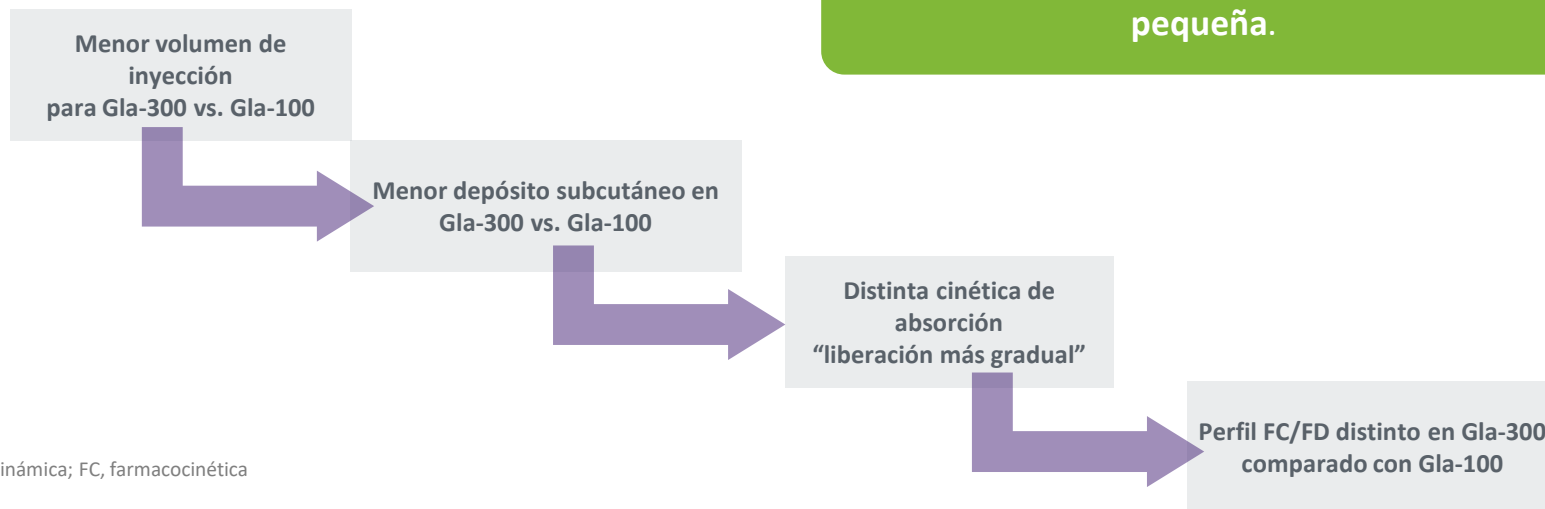 pequeña.
Menor volumen de
inyección
para Gla-300 vs. Gla-100
Menor depósito subcutáneo en
Gla-300 vs. Gla-100
Distinta cinética de
absorción
“liberación más gradual”
Perfil FC/FD distinto en Gla-300
comparado con Gla-100
inámica; FC, farmacocinética